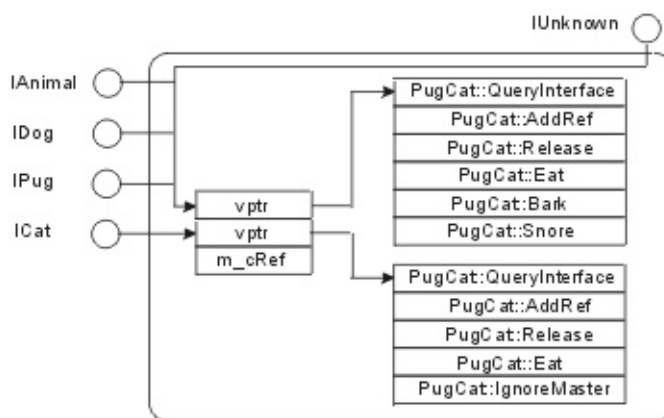 IUnknown
IAnimal
IDog
IPug
ICat
vptr
vptr
m_cRef
PugCat::QueryInterface
PugCat::AddRef
PugCat::Release
PugCat::Eat
PugCat::Bark
PugCat::Snore
PugCat:QueryInterface
PugCat::AddRef
PugCat:Release
PugCat::Eat
PugCat:IgnoreMaster